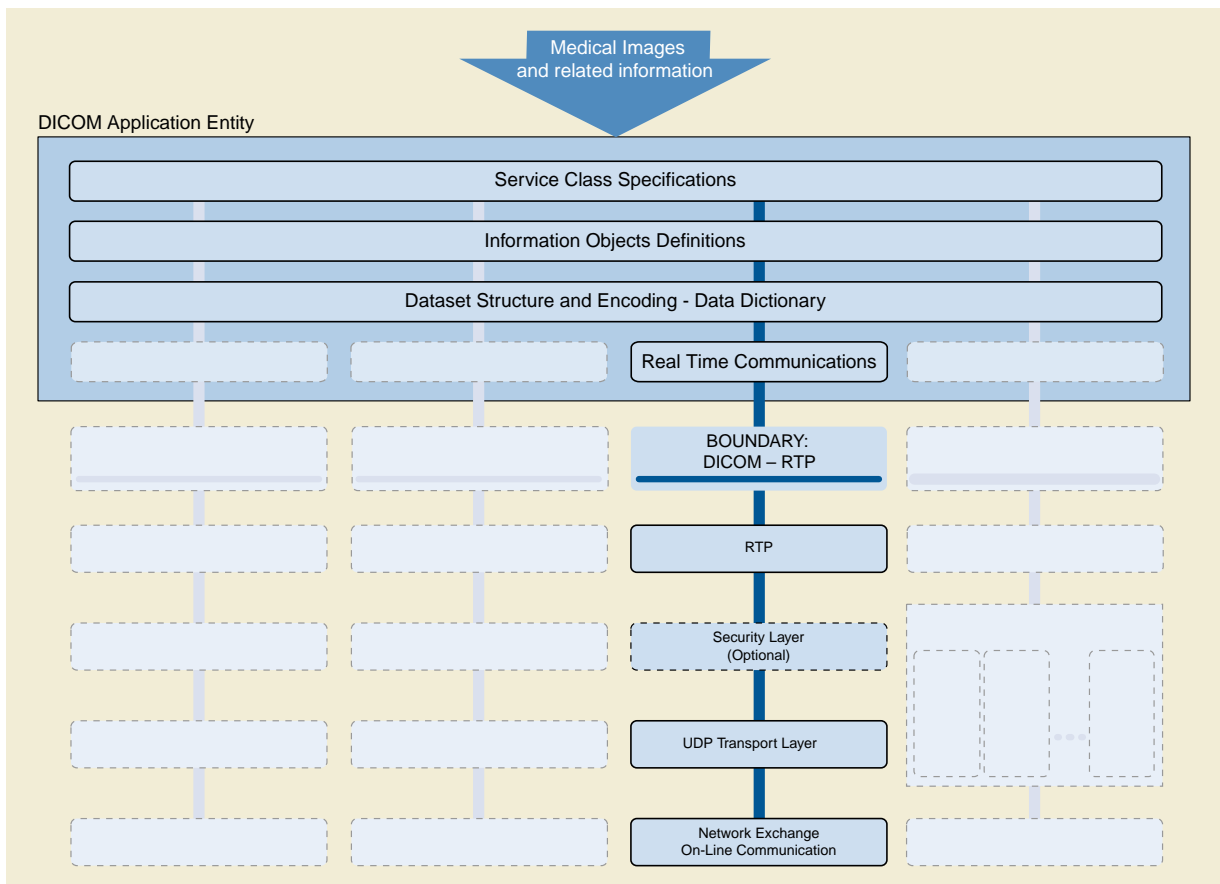 Medical Images
and related information
DICOM Application Entity
Service Class Specifications
Information Objects Definitions
Dataset Structure and Encoding - Data Dictionary
Real Time Communications
BOUNDARY:
DICOM – RTP
RTP
Security Layer
(Optional)
UDP Transport Layer
Network Exchange
On-Line Communication